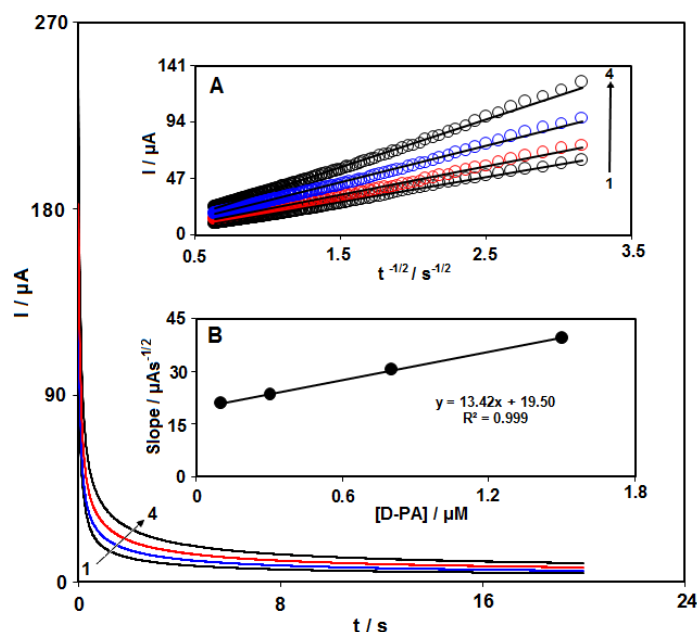 270
180
90
0
I / µA
0
8
16
24
t / s
4
1
A
141
94
47
0
I / µA
0.5
1.5
2.5
3.5
t -1/2 / s-1/2
4
1
B
45
30
15
0
Slope / µAs-1/2
y = 13.42x + 19.50
R² = 0.999
0
0.6
1.2
1.8
[D-PA] / µM